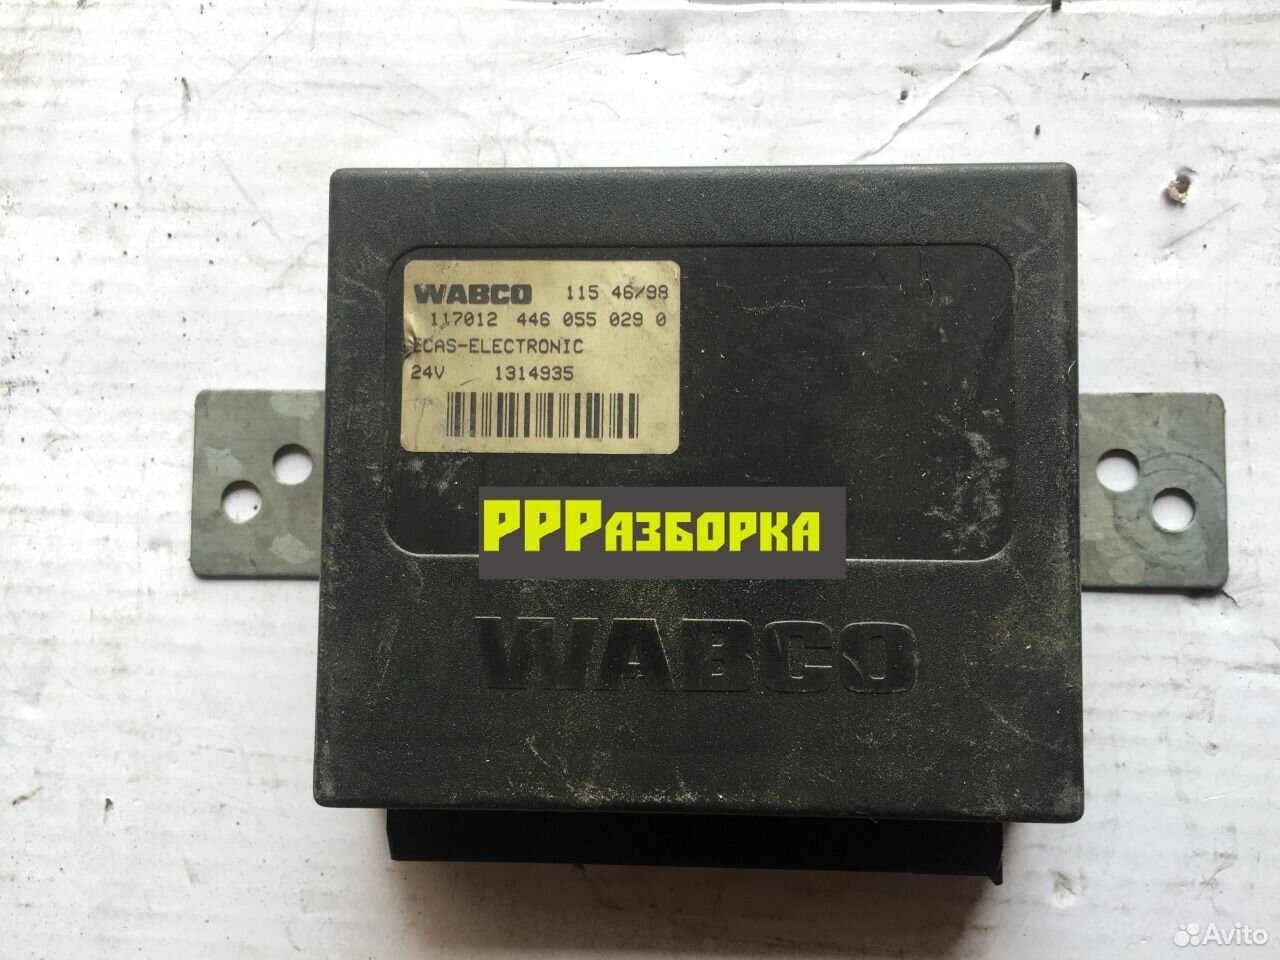 WABCO 115 46/98
117012 446 055 029 0
ECAS-ELECTRONIC
24V 1314935
PPPАЗБОРКА
WABCO
Avito